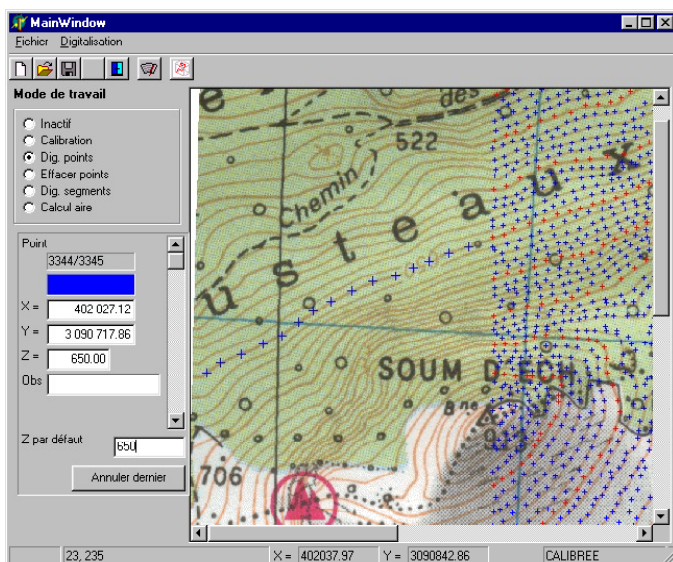 MainWindow
Fichier Digitalisation
Mode de travail
Inactif
Calibration
Dig. points
Effacer points
Dig. segments
Calcul aire
Point
3344/3345
X = 402 027.12
Y = 3 090 717.86
Z = 650.00
Obs
Z par défaut 650
Annuler dernier
des
522
Chemin
usteaux
SOUM D ECH
Bne
706
23, 235 X = 402037.97 Y = 3090842.86 CALIBREE